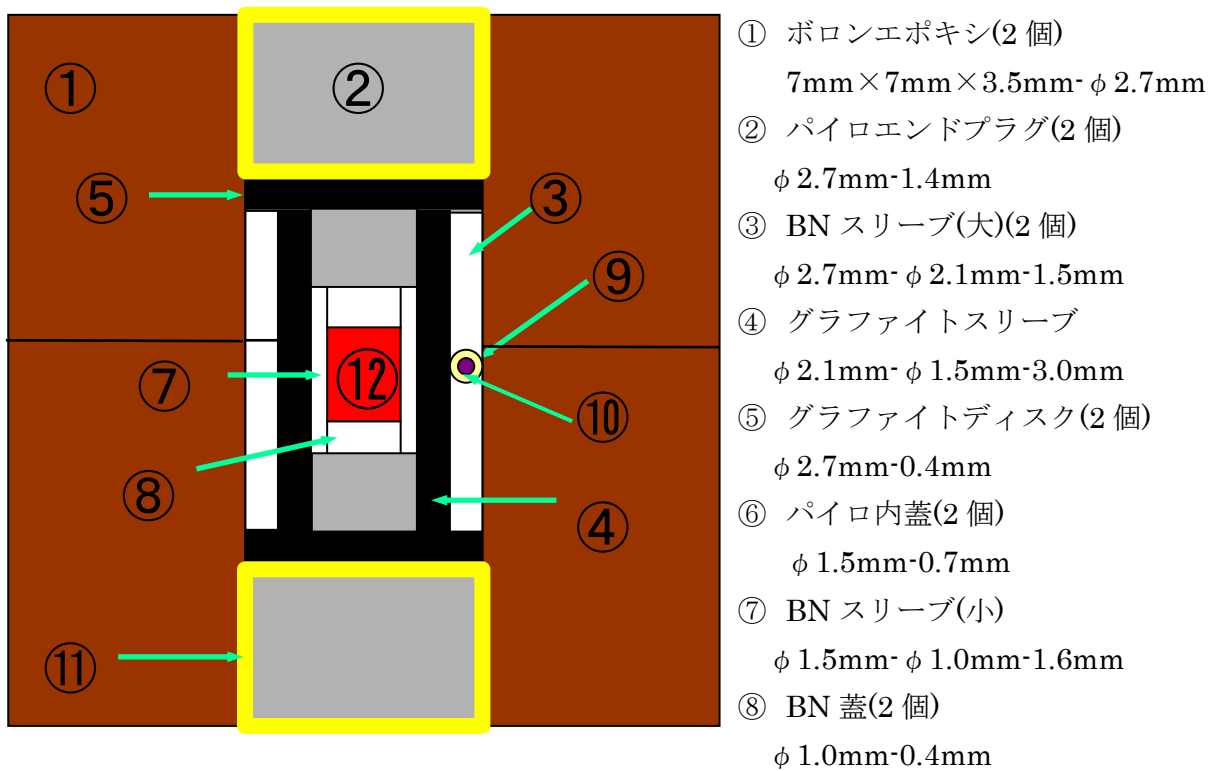 ①
②
⑤
③
⑨
⑦
⑫
⑩
⑧
④
⑪
① ボロンエポキシ(2 個)
7mm×7mm×3.5mm-φ2.7mm
② パイロエンドプラグ(2 個)
φ2.7mm-1.4mm
③ BN スリーブ(大)(2 個)
φ2.7mm-φ2.1mm-1.5mm
④ グラファイトスリーブ
φ2.1mm-φ1.5mm-3.0mm
⑤ グラファイトディスク(2 個)
φ2.7mm-0.4mm
⑥ パイロ内蓋(2 個)
φ1.5mm-0.7mm
⑦ BN スリーブ(小)
φ1.5mm-φ1.0mm-1.6mm
⑧ BN 蓋(2 個)
φ1.0mm-0.4mm